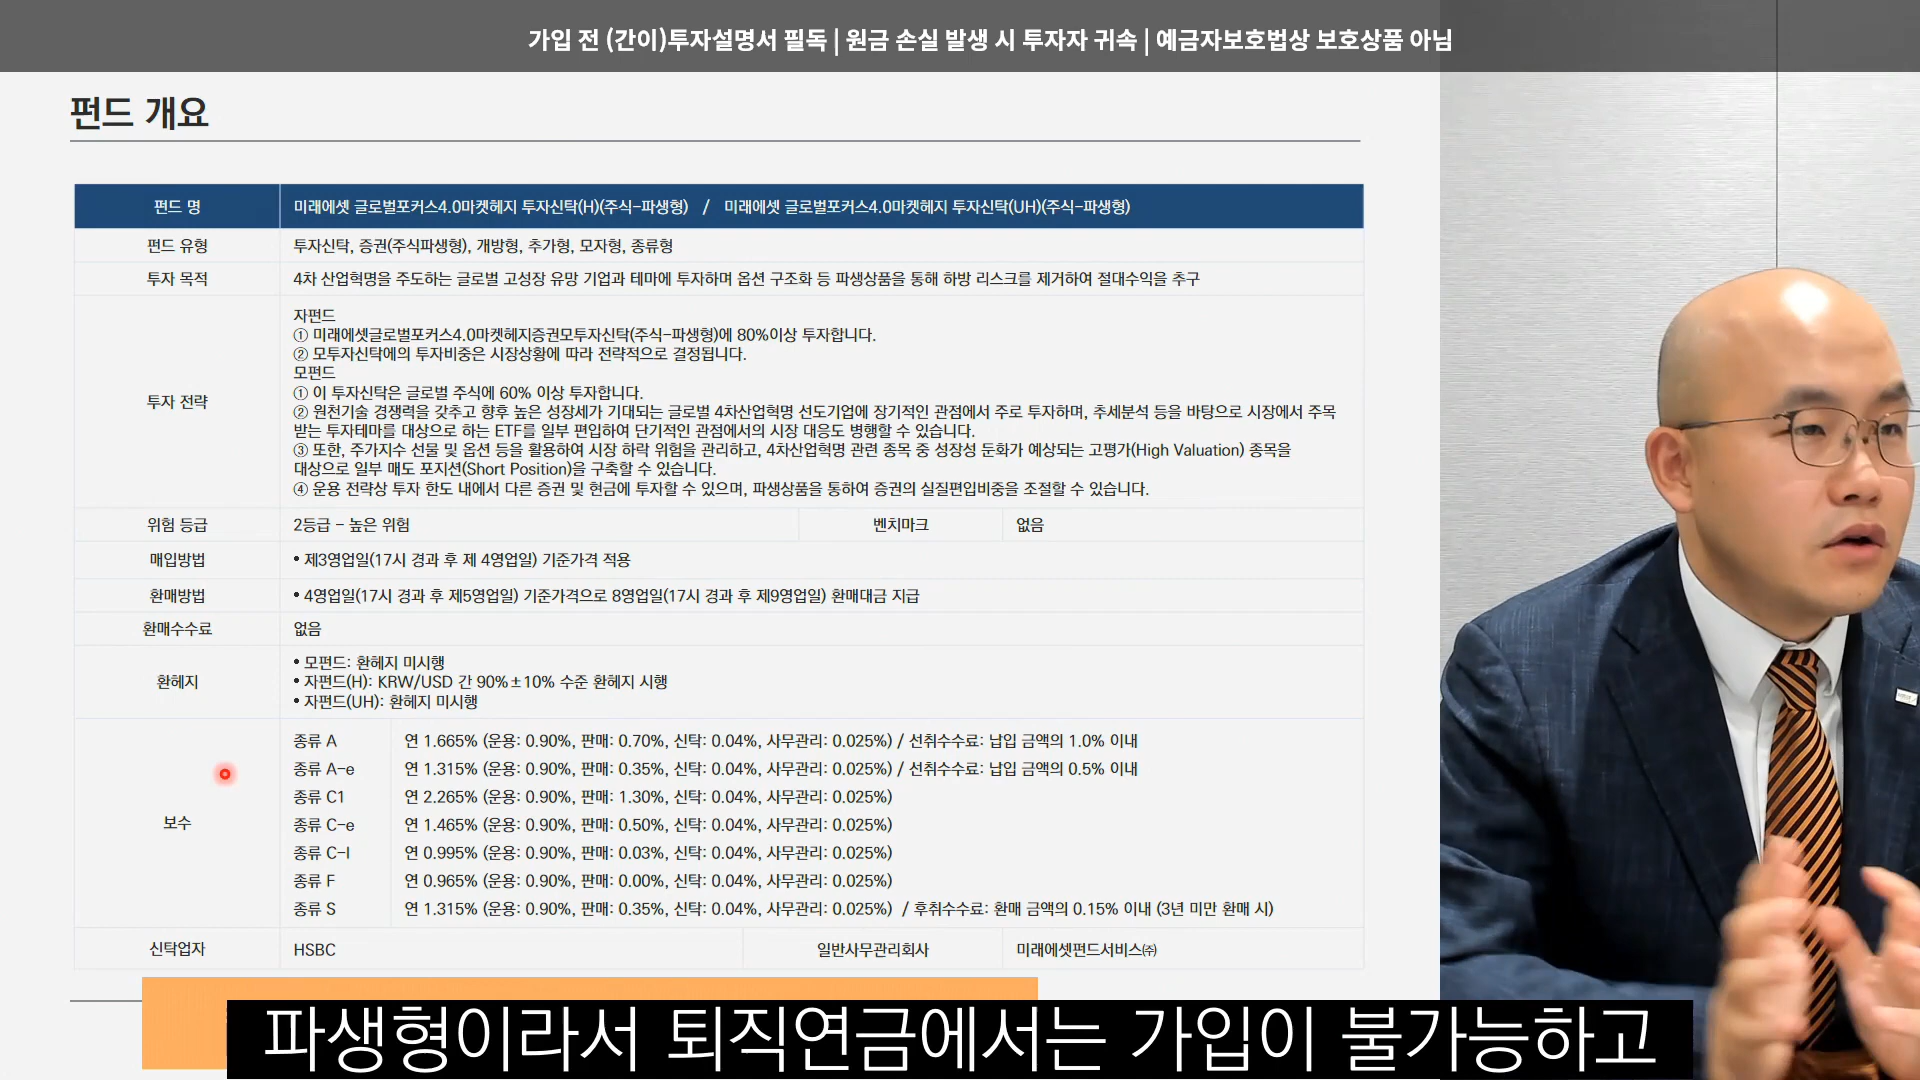 가입 전 (간이)투자설명서 필독 | 원금 손실 발생 시 투자자 귀속 | 예금자보호법상 보호상품 아님
펀드 개요
펀드 명 미래에셋 글로벌포커스4.0마켓헤지 투자신탁(H)(주식-파생형) / 미래에셋 글로벌포커스4.0마켓헤지 투자신탁(UH)(주식-파생형)
펀드 유형 투자신탁, 증권(주식파생형), 개방형, 추가형, 모자형, 종류형
투자 목적 4차 산업혁명을 주도하는 글로벌 고성장 유망 기업과 테마에 투자하며 옵션 구조화 등 파생상품을 통해 하방 리스크를 제거하여 절대수익을 추구
투자 전략
자펀드
① 미래에셋글로벌포커스4.0마켓헤지증권모투자신탁(주식-파생형)에 80%이상 투자합니다.
② 모투자신탁에의 투자비중은 시장상황에 따라 전략적으로 결정됩니다.
모펀드
① 이 투자신탁은 글로벌 주식에 60% 이상 투자합니다.
② 원천기술 경쟁력을 갖추고 향후 높은 성장세가 기대되는 글로벌 4차산업혁명 선도기업에 장기적인 관점에서 주로 투자하며, 추세분석 등을 바탕으로 시장에서 주목
받는 투자테마를 대상으로 하는 ETF를 일부 편입하여 단기적인 관점에서의 시장 대응도 병행할 수 있습니다.
③ 또한, 주가지수 선물 및 옵션 등을 활용하여 시장 하락 위험을 관리하고, 4차산업혁명 관련 종목 중 성장성 둔화가 예상되는 고평가(High Valuation) 종목을
대상으로 일부 매도 포지션(Short Position)을 구축할 수 있습니다.
④ 운용 전략상 투자 한도 내에서 다른 증권 및 현금에 투자할 수 있으며, 파생상품을 통하여 증권의 실질편입비중을 조절할 수 있습니다.
위험 등급 2등급 - 높은 위험 벤치마크 없음
매입방법 • 제3영업일(17시 경과 후 제 4영업일) 기준가격 적용
환매방법 • 4영업일(17시 경과 후 제5영업일) 기준가격으로 8영업일(17시 경과 후 제9영업일) 환매대금 지급
환매수수료 없음
환헤지
• 모펀드: 환헤지 미시행
• 자펀드(H): KRW/USD 간 90%±10% 수준 환헤지 시행
• 자펀드(UH): 환헤지 미시행
보수
종류 A 연 1.665% (운용: 0.90%, 판매: 0.70%, 신탁: 0.04%, 사무관리: 0.025%) / 선취수수료: 납입 금액의 1.0% 이내
종류 A-e 연 1.315% (운용: 0.90%, 판매: 0.35%, 신탁: 0.04%, 사무관리: 0.025%) / 선취수수료: 납입 금액의 0.5% 이내
종류 C1 연 2.265% (운용: 0.90%, 판매: 1.30%, 신탁: 0.04%, 사무관리: 0.025%)
종류 C-e 연 1.465% (운용: 0.90%, 판매: 0.50%, 신탁: 0.04%, 사무관리: 0.025%)
종류 C-I 연 0.995% (운용: 0.90%, 판매: 0.03%, 신탁: 0.04%, 사무관리: 0.025%)
종류 F 연 0.965% (운용: 0.90%, 판매: 0.00%, 신탁: 0.04%, 사무관리: 0.025%)
종류 S 연 1.315% (운용: 0.90%, 판매: 0.35%, 신탁: 0.04%, 사무관리: 0.025%) / 후취수수료: 환매 금액의 0.15% 이내 (3년 미만 환매 시)
신탁업자 HSBC 일반사무관리회사 미래에셋펀드서비스㈜
파생형이라서 퇴직연금에서는 가입이 불가능하고